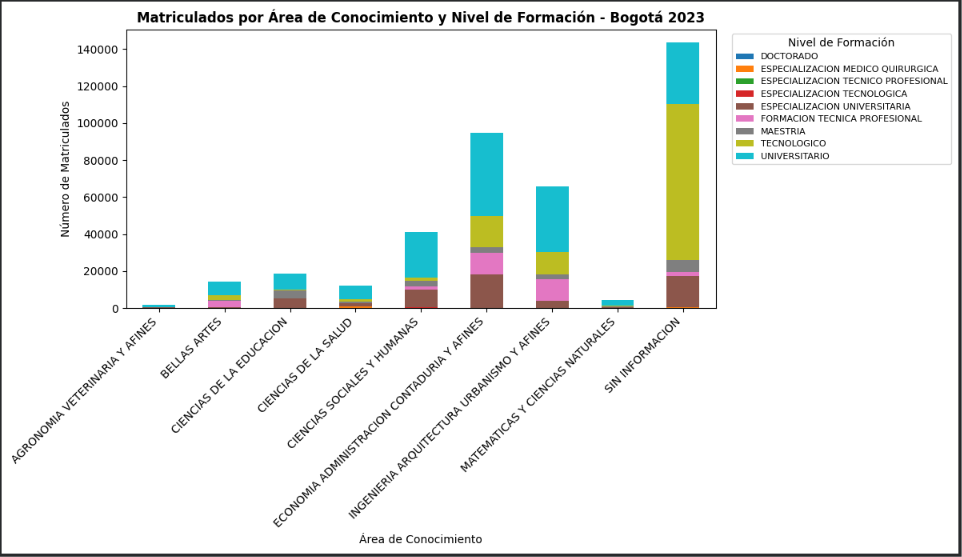 Matriculados por Área de Conocimiento y Nivel de Formación - Bogotá 2023
Número de Matriculados
140000
120000
100000
80000
60000
40000
20000
0
AGRONOMIA VETERINARIA Y AFINES
BELLAS ARTES
CIENCIAS DE LA EDUCACION
CIENCIAS DE LA SALUD
CIENCIAS SOCIALES Y HUMANAS
ECONOMIA ADMINISTRACION CONTADURIA Y AFINES
INGENIERIA ARQUITECTURA URBANISMO Y AFINES
MATEMATICAS Y CIENCIAS NATURALES
SIN INFORMACION
Área de Conocimiento
Nivel de Formación
DOCTORADO
ESPECIALIZACION MEDICO QUIRURGICA
ESPECIALIZACION TECNICO PROFESIONAL
ESPECIALIZACION TECNOLOGICA
ESPECIALIZACION UNIVERSITARIA
FORMACION TECNICA PROFESIONAL
MAESTRIA
TECNOLOGICO
UNIVERSITARIO